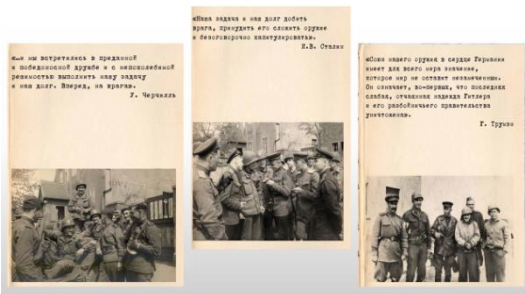 «...и мы встретились в преданной
и победоносной дружбе и с непоколебимой
решимостью выполнить нашу задачу
и наш долг. Вперед, на врага».
У. Черчилль
«Наша задача и наш долг добить
врага, принудить его сложить оружие
и безоговорочно капитулировать».
И.В. Сталин
«Союз нашего оружия в сердце Германии
имеет для всего мира значение,
которое мир не оставит незамеченным.
Он означает, во-первых, что последняя
слабая, отчаянная надежда Гитлера
и его разбойничьего правительства
уничтожена».
Г. Трумэн